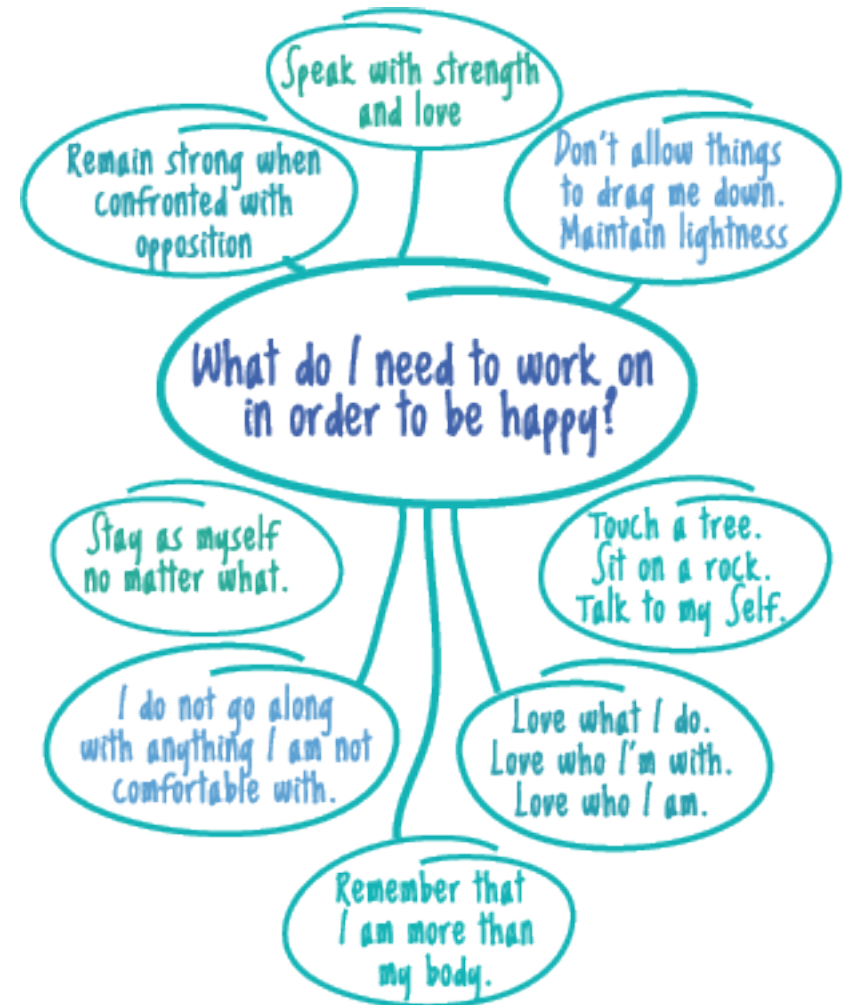 Speak with strength
and love
Remain strong when
confronted with
opposition
Don't allow things
to drag me down.
Maintain lightness
What do I need to work on
in order to be happy?
Stay as myself
no matter what.
Touch a tree.
Sit on a rock.
Talk to my Self.
I do not go along
with anything I am not
comfortable with.
Love what I do.
Love who I'm with.
Love who I am.
Remember that
I am more than
my body.